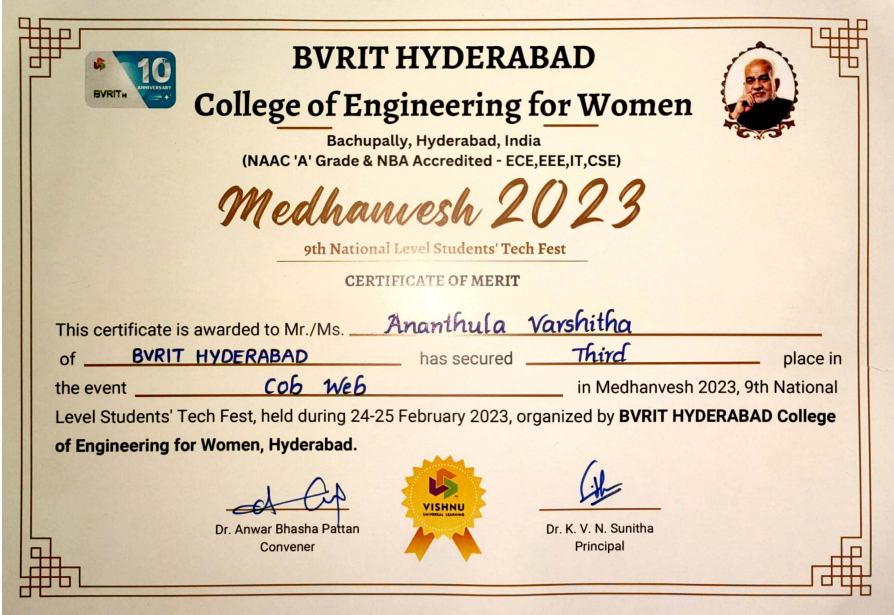 BVRIT HYDERABAD
College of Engineering for Women
10
ANNIVERSARY
BVRIT H
Bachupally, Hyderabad, India
(NAAC 'A' Grade & NBA Accredited - ECE,EEE,IT,CSE)
Medhanvesh 2023
9th National Level Students' Tech Fest
CERTIFICATE OF MERIT
This certificate is awarded to Mr./Ms. Ananthula Varshitha
of BVRIT HYDERABAD has secured Third place in
the event Cob Web in Medhanvesh 2023, 9th National
Level Students' Tech Fest, held during 24-25 February 2023, organized by BVRIT HYDERABAD College
of Engineering for Women, Hyderabad.
VISHNU
UNIVERSAL LEARNING
Dr. Anwar Bhasha Pattan
Convener
Dr. K. V. N. Sunitha
Principal